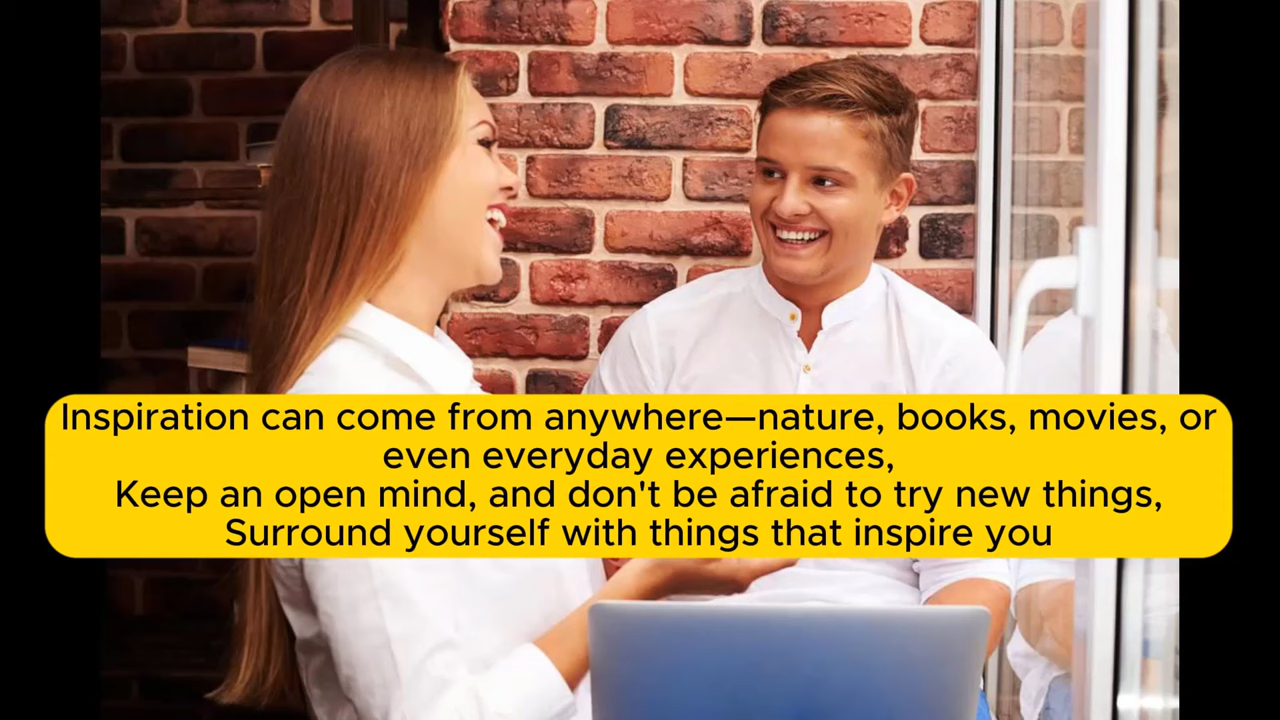 Inspiration can come from anywhere—nature, books, movies, or
even everyday experiences,
Keep an open mind, and don't be afraid to try new things,
Surround yourself with things that inspire you